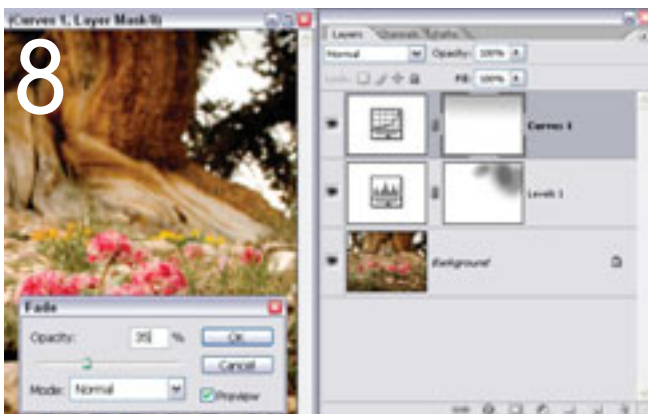 (Curves 1, Layer Mask/8)
8
Layers Channels Paths
Normal Opacity: 100%
Lock: Fill: 100%
Curves 1
Levels 1
Background
Fade
Opacity: 35 %
OK
Cancel
Mode: Normal
Preview